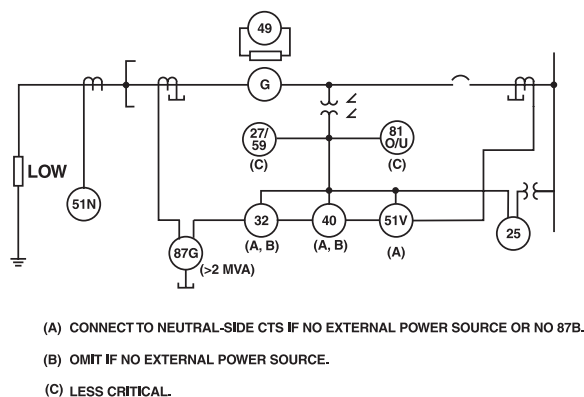 49
G
27/
59
(C)
81
O/U
(C)
LOW
51N
32
40
51V
25
(A, B)
(A, B)
(A)
87G
(>2 MVA)
(A) CONNECT TO NEUTRAL-SIDE CTS IF NO EXTERNAL POWER SOURCE OR NO 87B.
(B) OMIT IF NO EXTERNAL POWER SOURCE.
(C) LESS CRITICAL.